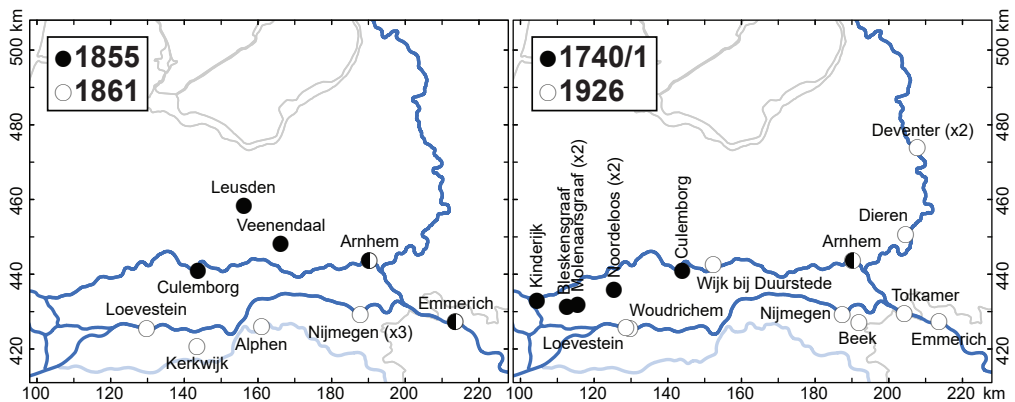 500 km
480
460
440
420
1855
1861
Leusden
Veenendaal
Arnhem
Culemborg
Emmerich
Loevestein
Nijmegen (x3)
Alphen
Kerkwijk
100
120
140
160
180
200
220
1740/1
1926
Deventer (x2)
Dieren
Arnhem
Kinderijk
Bleskensgraaf
Molenaarsgraaf (x2)
Noordeloos (x2)
Culemborg
Wijk bij Duurstede
Tolkamer
Woudrichem
Nijmegen
Loevestein
Beek
Emmerich
100
120
140
160
180
200
220 km
500 km
480
460
440
420